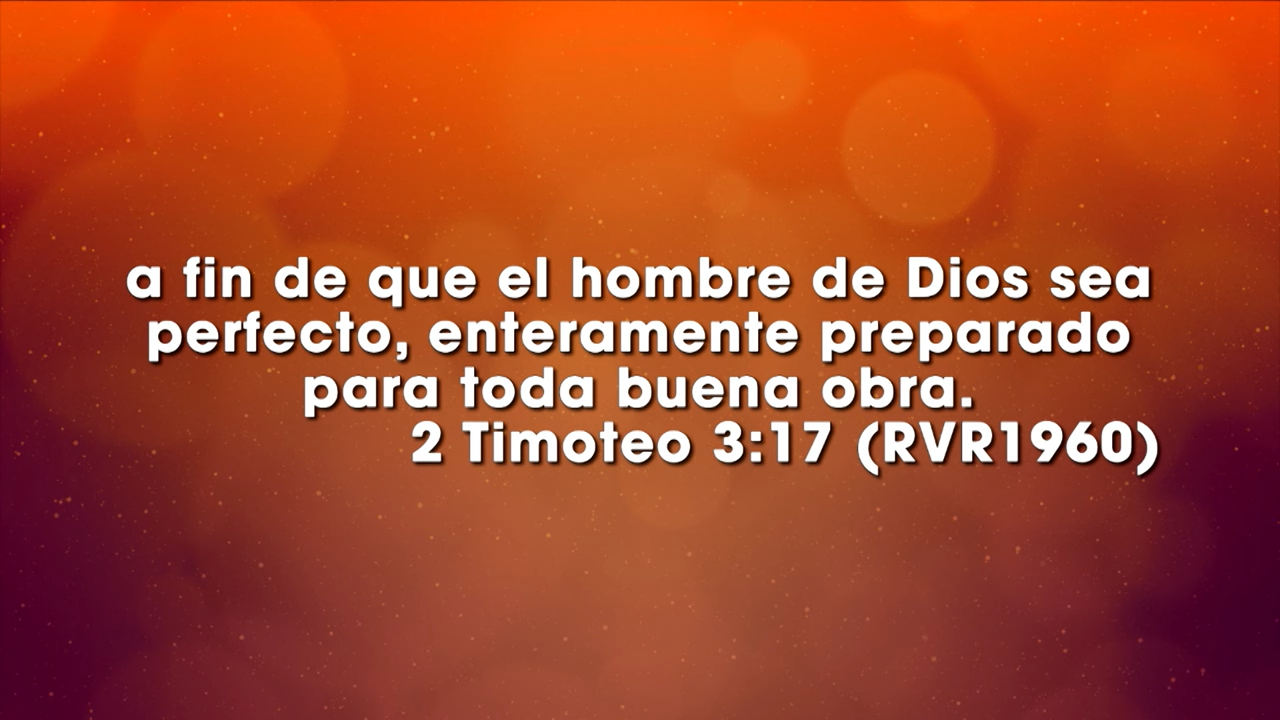 a fin de que el hombre de Dios sea
perfecto, enteramente preparado
para toda buena obra.
2 Timoteo 3:17 (RVR1960)